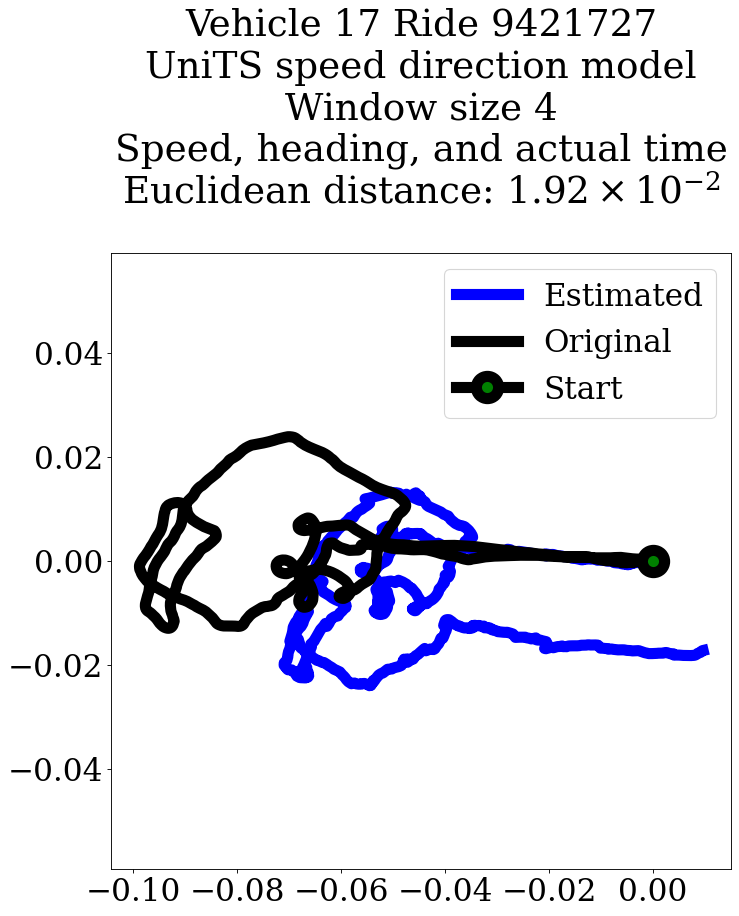 Vehicle 17 Ride 9421727
UniTS speed direction model
Window size 4
Speed, heading, and actual time
Euclidean distance: 1.92 × 10⁻²
Estimated
Original
Start
0.04
0.02
0.00
−0.02
−0.04
−0.10 −0.08 −0.06 −0.04 −0.02 0.00